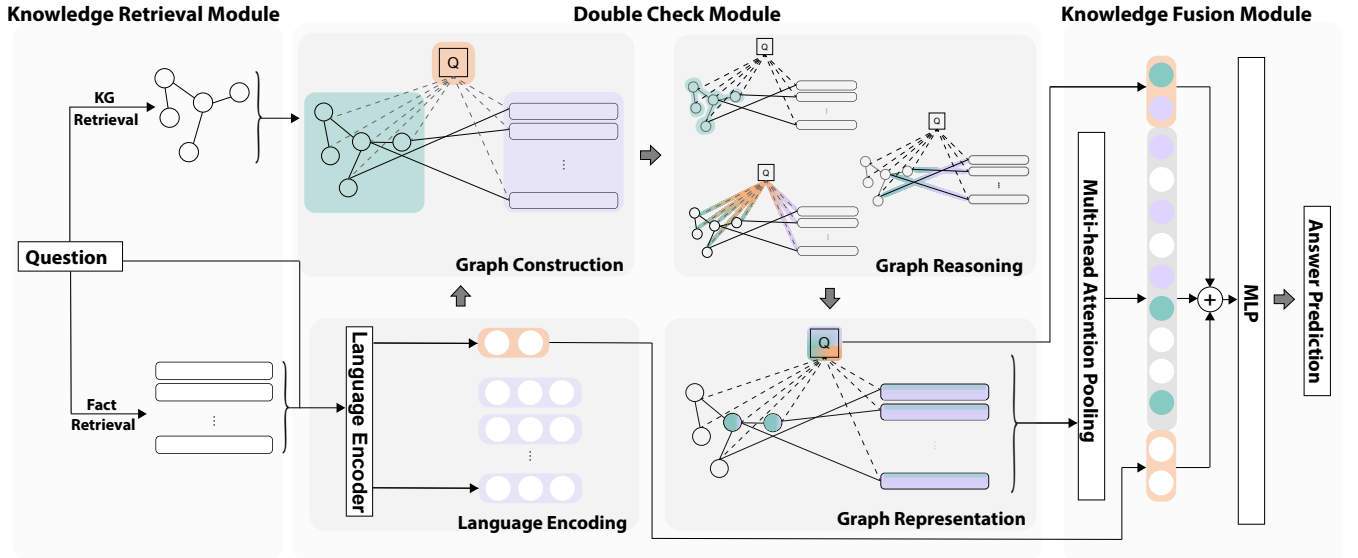 Knowledge Retrieval Module
Double Check Module
Knowledge Fusion Module
KG
Retrieval
Question
Fact
Retrieval
Q
Graph Construction
Q
Q
Q
Graph Reasoning
Language Encoder
Language Encoding
Q
Graph Representation
Multi-head Attention Pooling
+
MLP
Answer Prediction